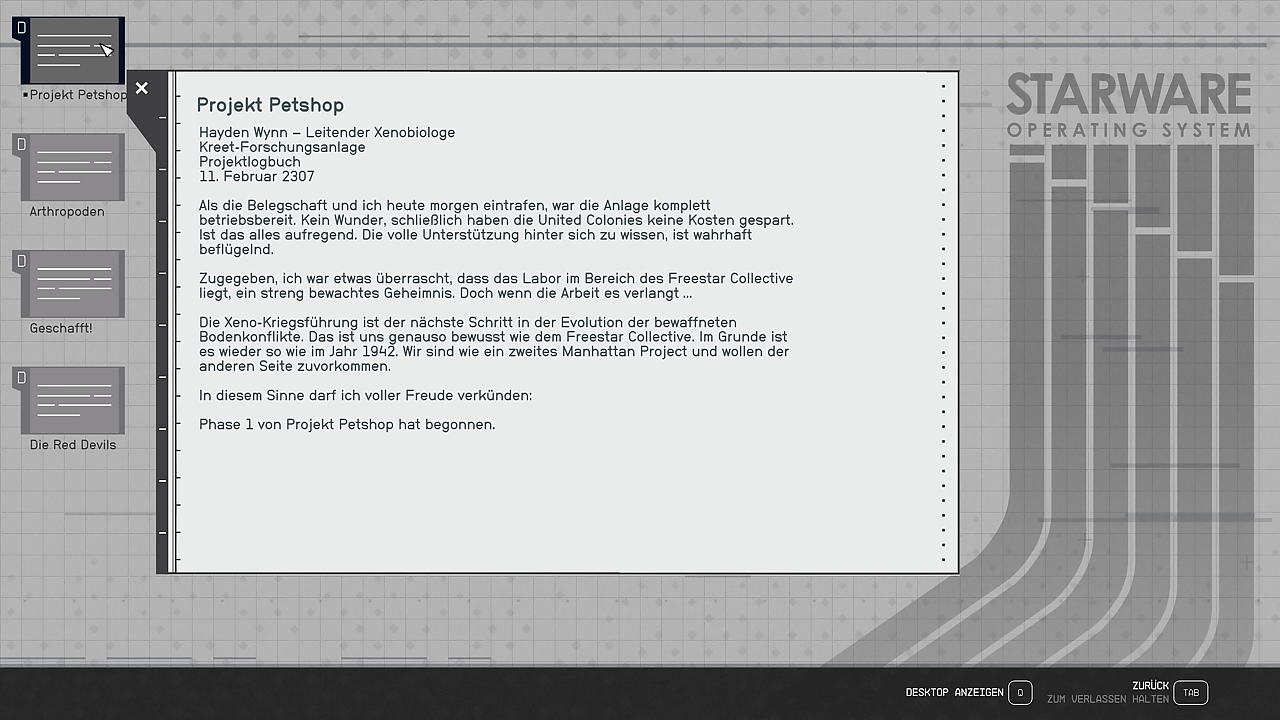 Projekt Petshop
Arthropoden
Geschafft!
Die Red Devils
Projekt Petshop
Hayden Wynn – Leitender Xenobiologe
Kreet-Forschungsanlage
Projektlogbuch
11. Februar 2307
Als die Belegschaft und ich heute morgen eintrafen, war die Anlage komplett
betriebsbereit. Kein Wunder, schließlich haben die United Colonies keine Kosten gespart.
Ist das alles aufregend. Die volle Unterstützung hinter sich zu wissen, ist wahrhaft
beflügelnd.
Zugegeben, ich war etwas überrascht, dass das Labor im Bereich des Freestar Collective
liegt, ein streng bewachtes Geheimnis. Doch wenn die Arbeit es verlangt ...
Die Xeno-Kriegsführung ist der nächste Schritt in der Evolution der bewaffneten
Bodenkonflikte. Das ist uns genauso bewusst wie dem Freestar Collective. Im Grunde ist
es wieder so wie im Jahr 1942. Wir sind wie ein zweites Manhattan Project und wollen der
anderen Seite zuvorkommen.
In diesem Sinne darf ich voller Freude verkünden:
Phase 1 von Projekt Petshop hat begonnen.
STARWARE
OPERATING SYSTEM
DESKTOP ANZEIGEN Q
ZURÜCK
ZUM VERLASSEN HALTEN TAB